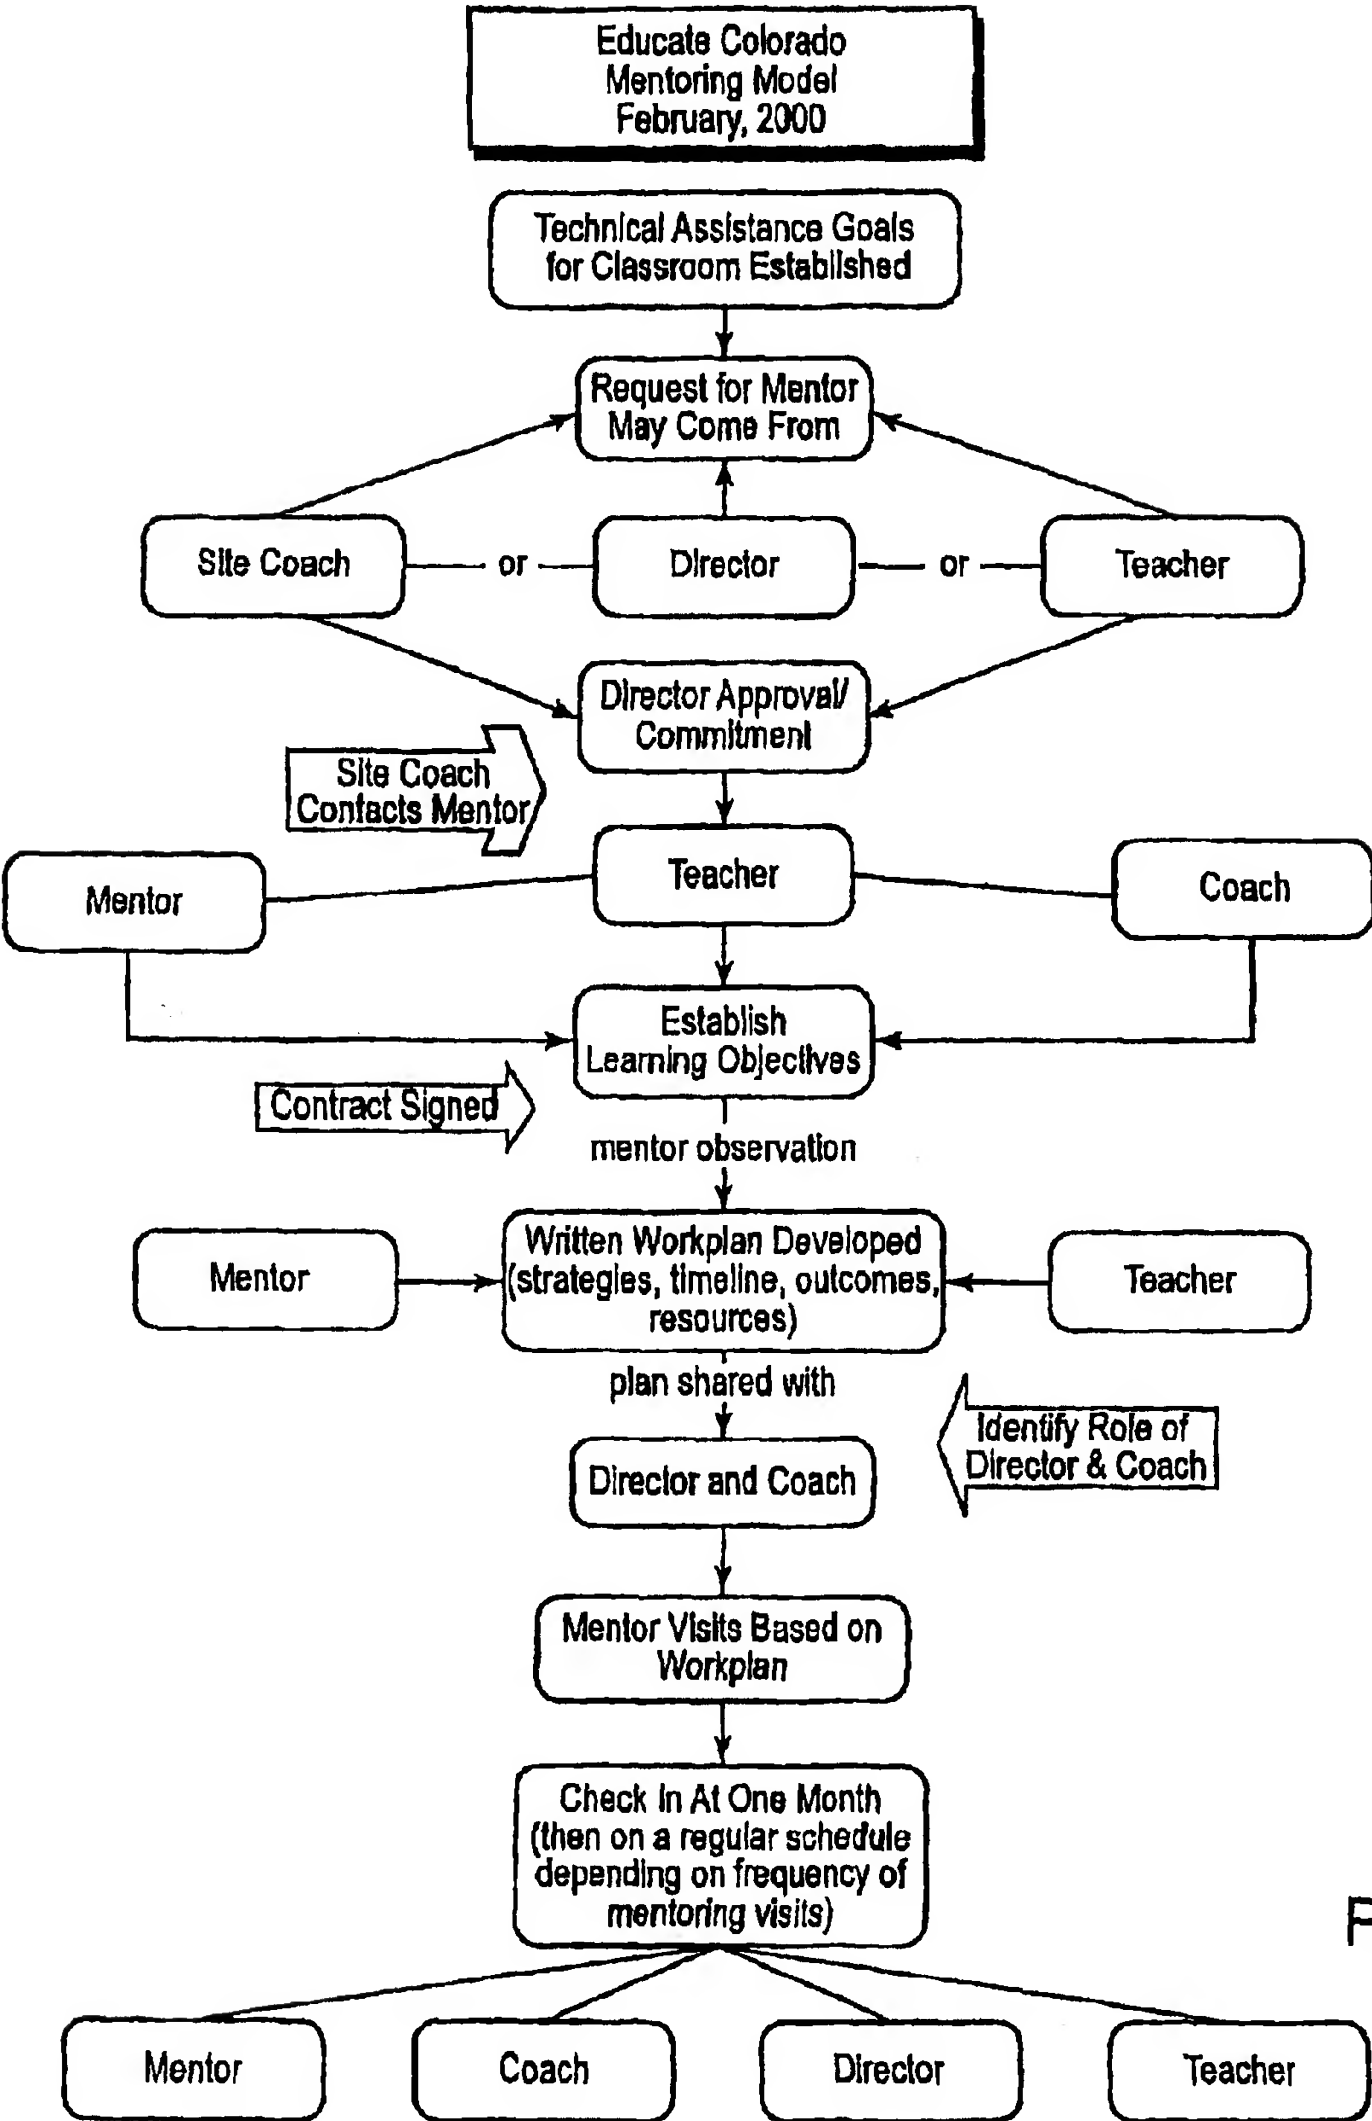 Educate Colorado
Mentoring Model
February, 2000
Technical Assistance Goals
for Classroom Established
Request for Mentor
May Come From
Site Coach
or
Director
or
Teacher
Director Approval/
Commitment
Site Coach
Contacts Mentor
Mentor
Teacher
Coach
Establish
Learning Objectives
Contract Signed
mentor observation
Mentor
Written Workplan Developed
(strategies, timeline, outcomes,
resources)
Teacher
plan shared with
Identify Role of
Director & Coach
Director and Coach
Mentor Visits Based on
Workplan
Check In At One Month
(then on a regular schedule
depending on frequency of
mentoring visits)
Mentor
Coach
Director
Teacher